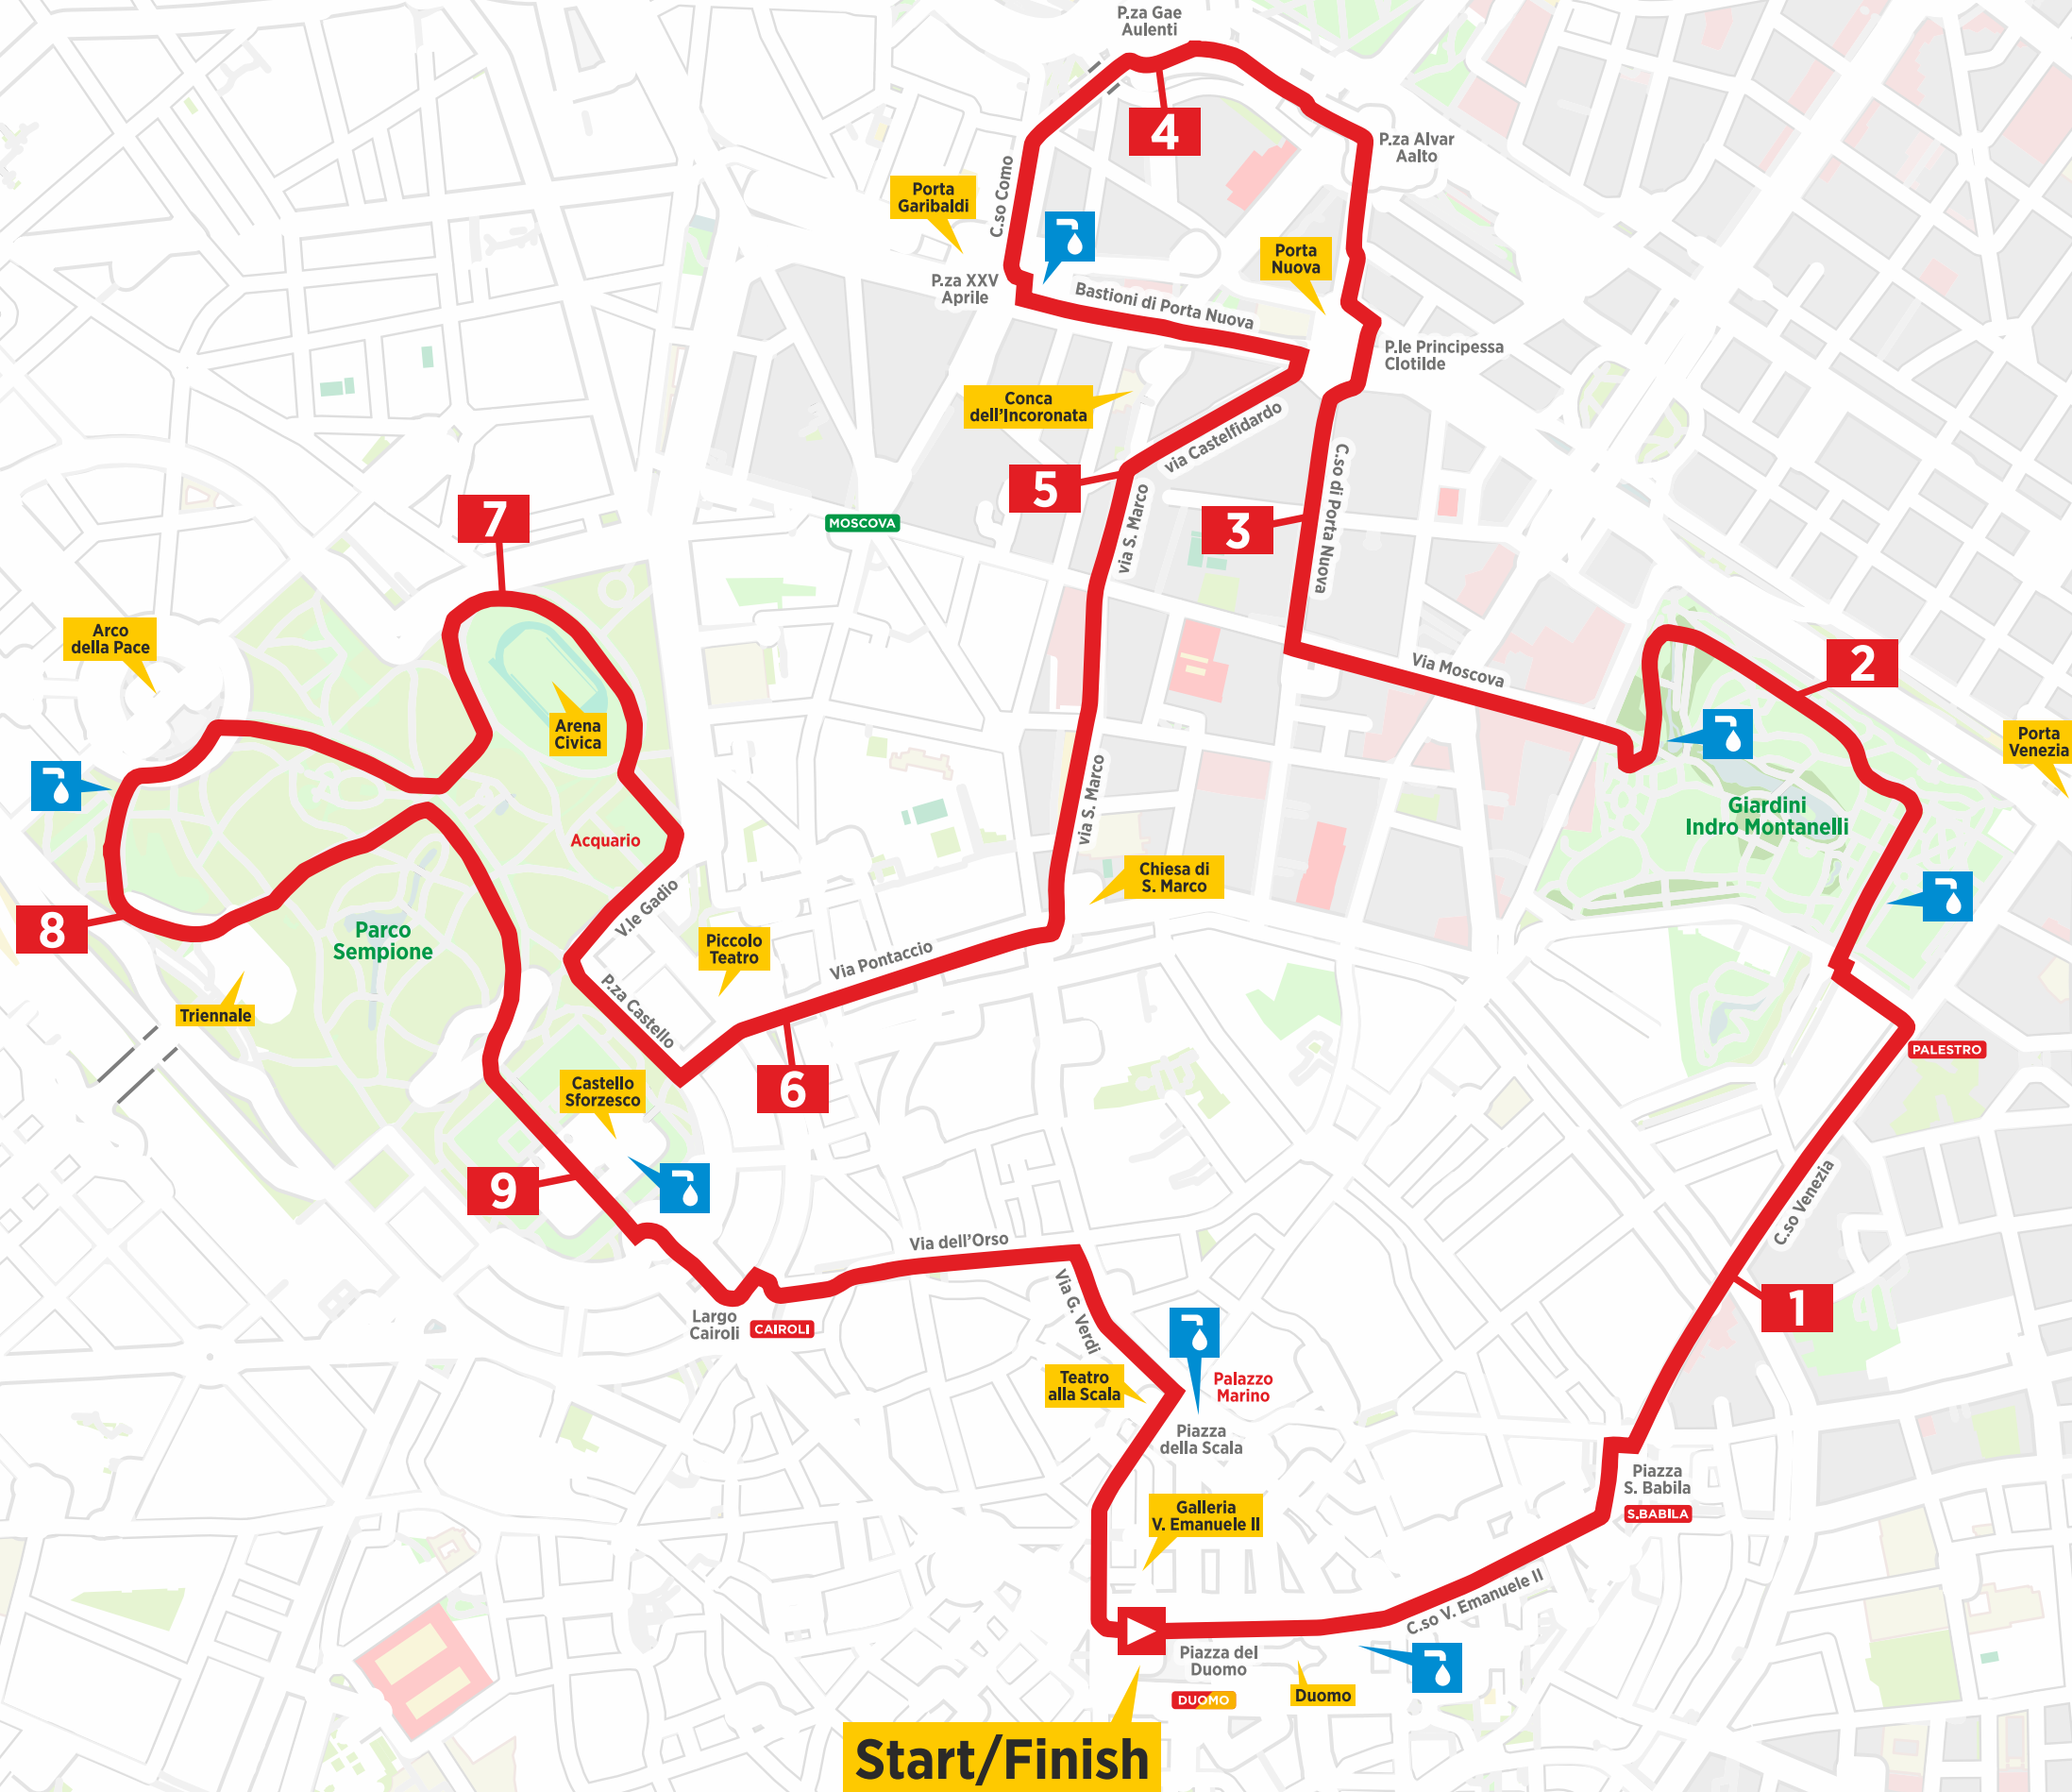 P.za Gae
Aulenti
4
P.za Alvar
Aalto
C.so Como
Porta
Garibaldi
Porta
Nuova
P.za XXV
Aprile
Bastioni di Porta Nuova
P.le Principessa
Clotilde
Conca
dell'Incoronata
via Castelfidardo
5
3
C.so di Porta Nuova
via S. Marco
7
MOSCOVA
Arco
della Pace
Via Moscova
2
Arena
Civica
Porta
Venezia
Giardini
Indro Montanelli
via S. Marco
Acquario
Chiesa di
S. Marco
V.le Gadio
8
Parco
Sempione
Piccolo
Teatro
Via Pontaccio
P.za Castello
Triennale
PALESTRO
Castello
Sforzesco
6
9
C.so Venezia
Via dell'Orso
Largo
Cairoli
CAIROLI
Via G. Verdi
1
Teatro
alla Scala
Palazzo
Marino
Piazza
della Scala
Piazza
S. Babila
S.BABILA
Galleria
V. Emanuele II
C.so V. Emanuele II
Piazza del
Duomo
DUOMO
Duomo
Start/Finish